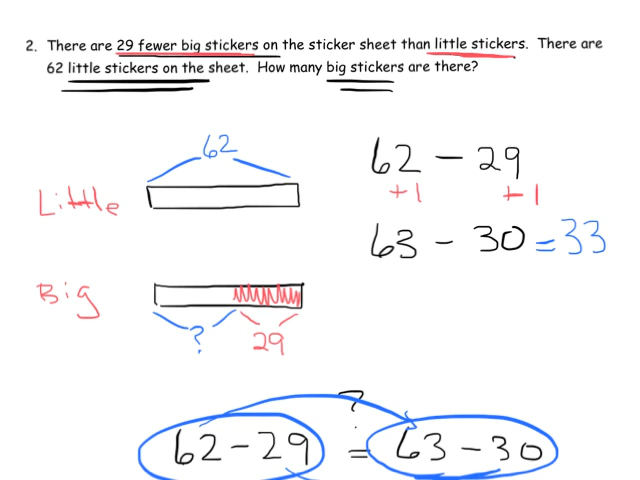 2. There are 29 fewer big stickers on the sticker sheet than little stickers. There are
62 little stickers on the sheet. How many big stickers are there?
62
62 - 29
Little
+1 +1
63 - 30 = 33
Big
? 29
?
62 - 29 = 63 - 30